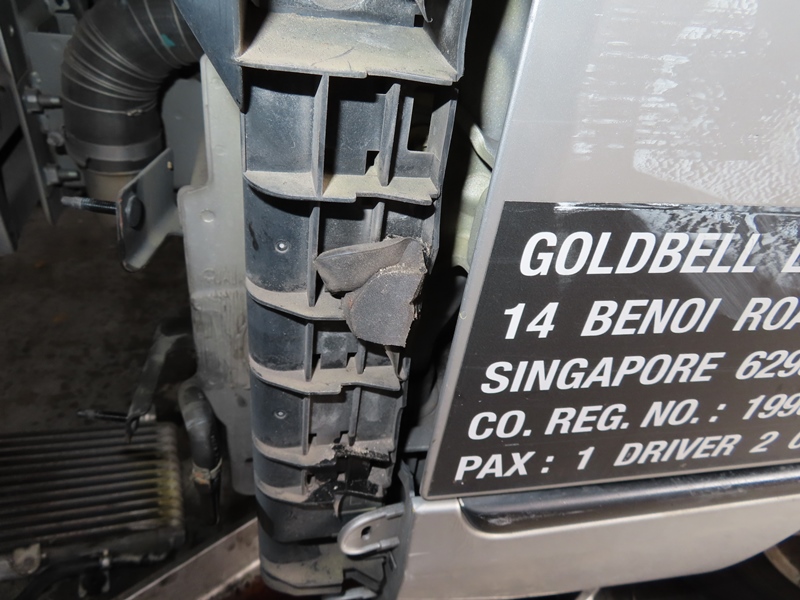 GOLDBELL
14 BENOI
SINGAPORE
CO. REG. NO. :
PAX : 1 DRIVER 2